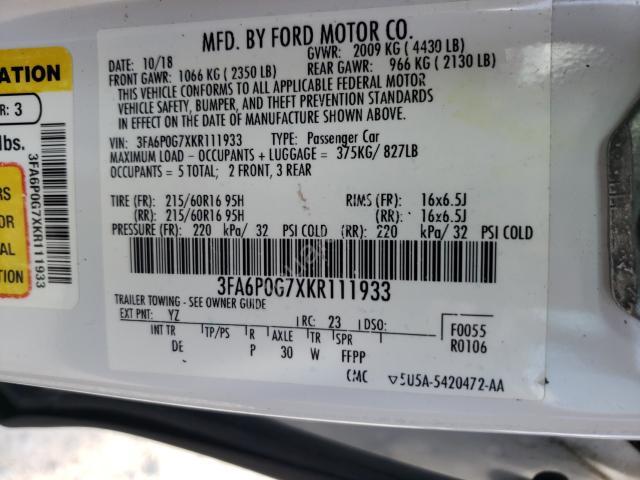 MFD. BY FORD MOTOR CO.
DATE: 10/18 GVWR: 2009 KG ( 4430 LB)
FRONT GAWR: 1066 KG ( 2350 LB) REAR GAWR: 966 KG ( 2130 LB)
THIS VEHICLE CONFORMS TO ALL APPLICABLE FEDERAL MOTOR
VEHICLE SAFETY, BUMPER, AND THEFT PREVENTION STANDARDS
IN EFFECT ON THE DATE OF MANUFACTURE SHOWN ABOVE.
VIN: 3FA6P0G7XKR111933 TYPE: Passenger Car
MAXIMUM LOAD - OCCUPANTS + LUGGAGE = 375KG/ 827LB
OCCUPANTS = 5 TOTAL; 2 FRONT, 3 REAR
TIRE (FR): 215/60R16 95H RIMS (FR): 16x6.5J
(RR): 215/60R16 95H (RR): 16x6.5J
PRESSURE (FR): 220 kPa/ 32 PSI COLD (RR): 220 kPa/ 32 PSI COLD
3FA6P0G7XKR111933
TRAILER TOWING - SEE OWNER GUIDE
EXT PNT: YZ RC: 23 DSO: F0055
INT TR TP/PS R AXLE TR SPR R0106
DE P 30 W FFPP
CMC 5U5A-5420472-AA
ATION
R: 3
lbs.
3FA6P0G7XKR111933
RS
OR
AL
ION